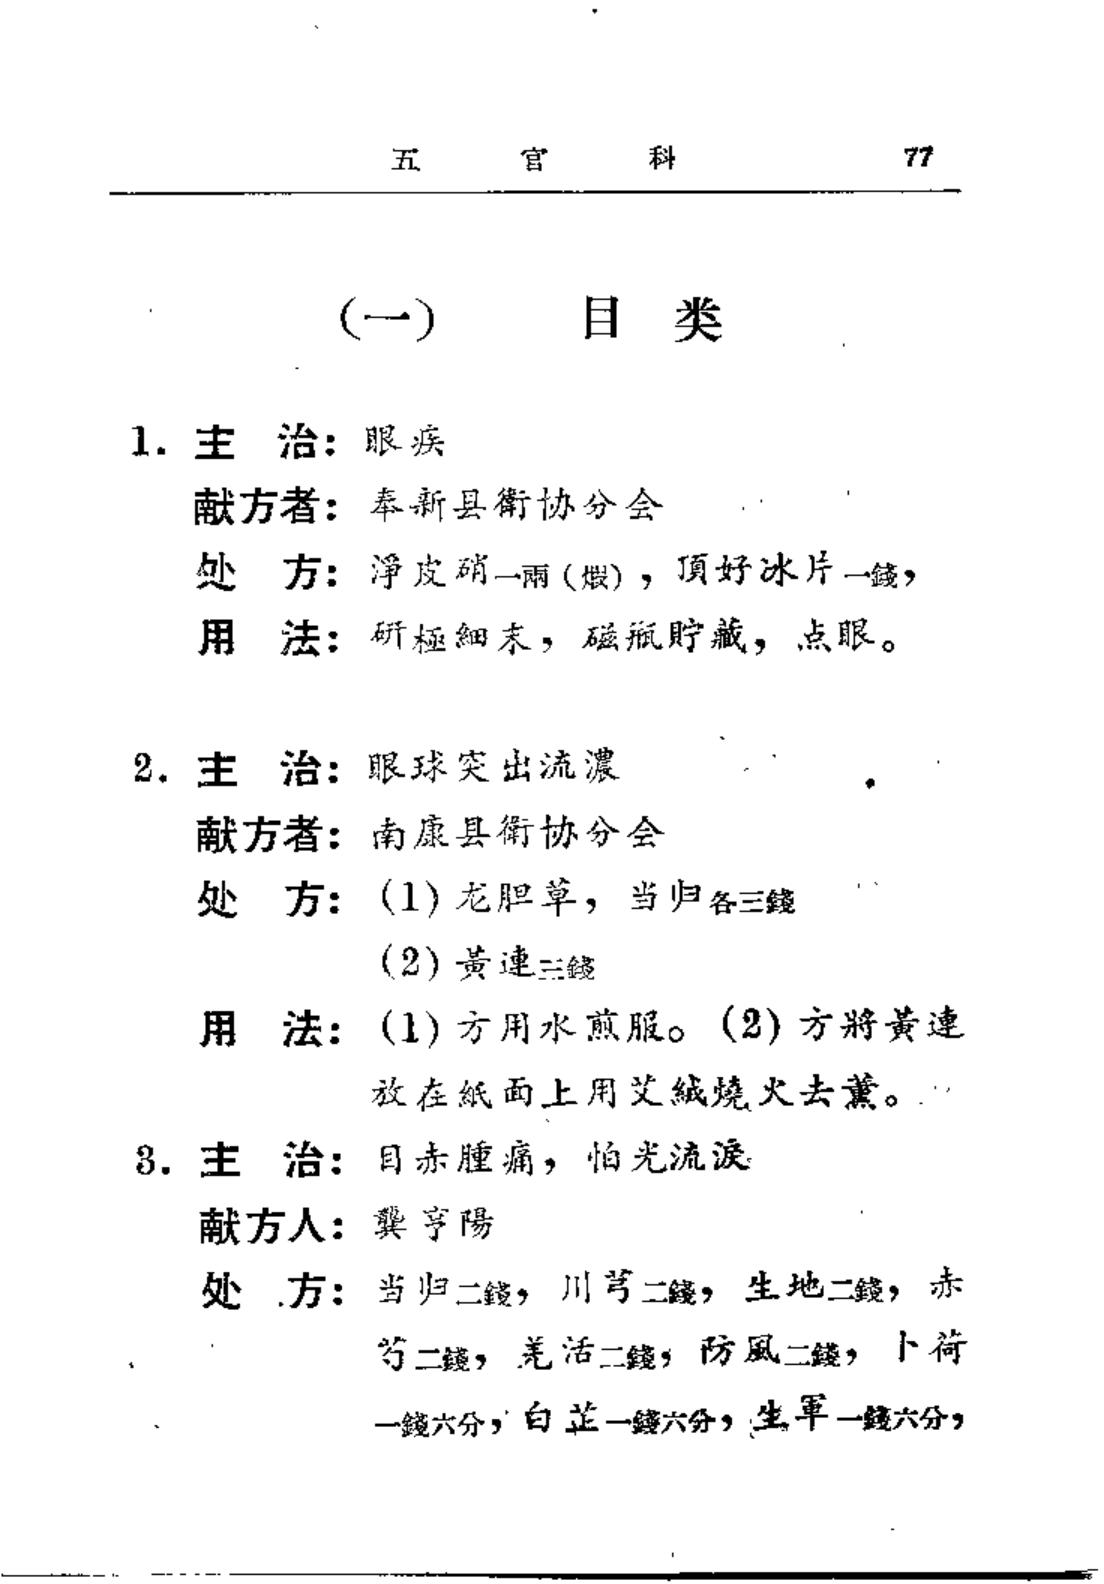 五官科 77
(一) 目类
1. 主治：眼疾
献方者：奉新县衛协分会
处方：淨皮硝一兩（煅），頂好冰片一錢，
用法：研極細末，磁瓶貯藏，点眼。
2. 主治：眼球突出流濃
献方者：南康县衛协分会
处方：(1) 龙胆草，当归各三錢
(2) 黃連三錢
用法：(1) 方用水煎服。(2) 方將黃連
放在紙面上用艾絨燒火去薰。
3. 主治：目赤腫痛，怕光流淚
献方人：龔亨陽
处方：当归二錢，川芎二錢，生地二錢，赤
芍二錢，羌活二錢，防風二錢，卜荷
一錢六分，白芷一錢六分，生軍一錢六分，